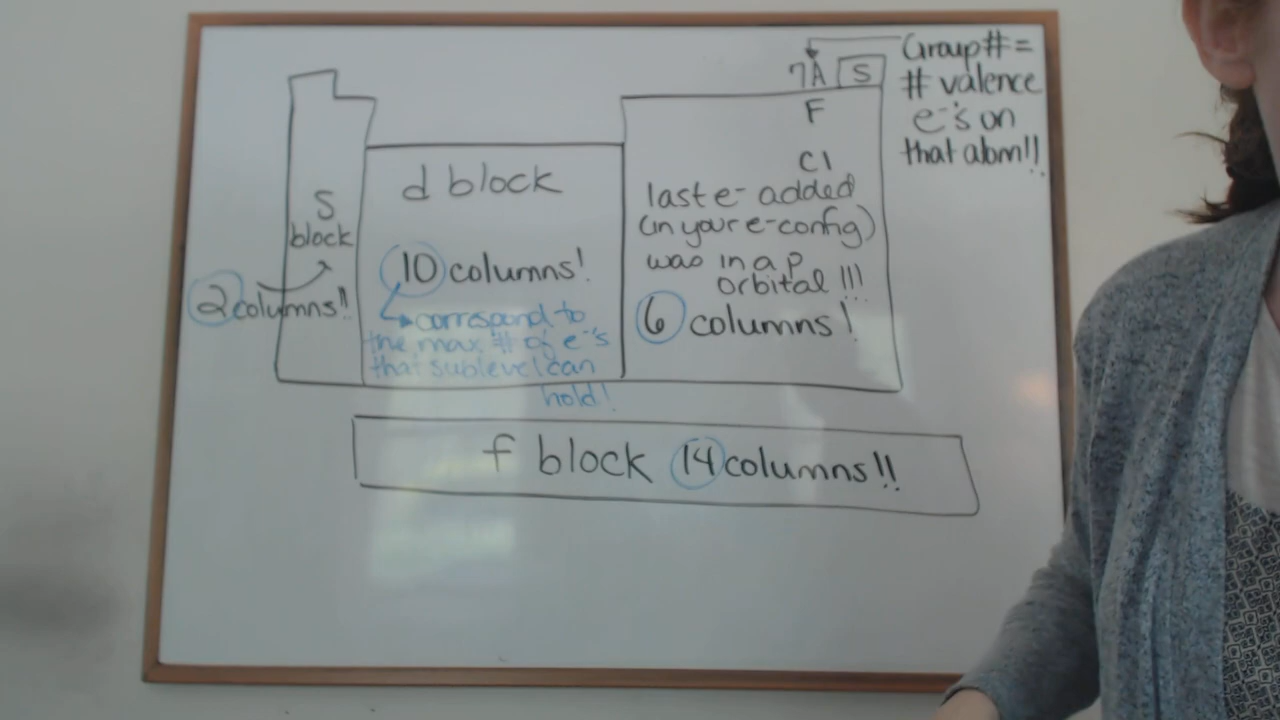 Group# =
# valence
e⁻'s on
that atom!!
7A S
F
Cl
last e- added
(in your e-config)
was in a p
orbital !!!
6 columns!
d block
10 columns!
correspond to
the max # of e⁻'s
that sublevel can
hold!
S
block
2 columns!!
f block 14 columns!!